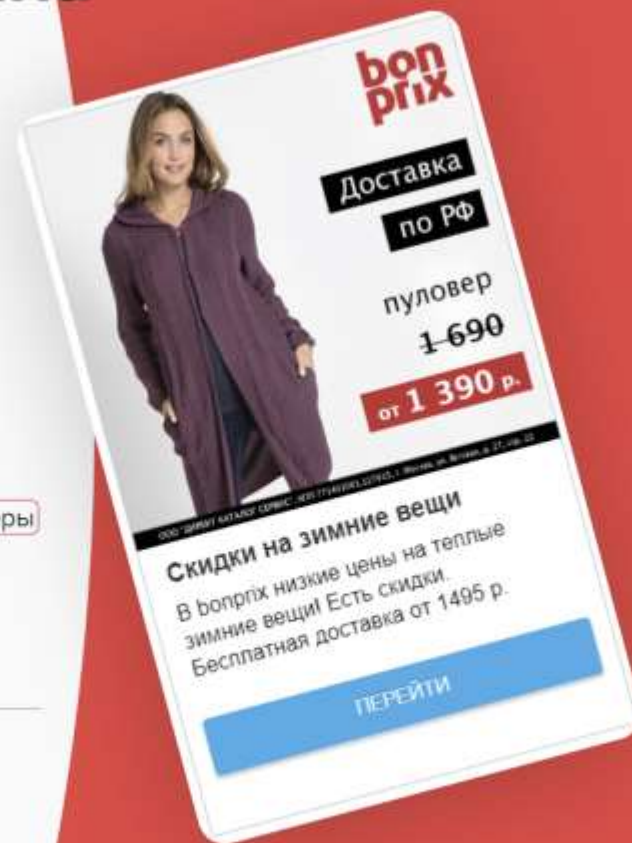 ры
bon
prix
Доставка
по РФ
пуловер
1 690
от 1 390 р.
Скидки на зимние вещи
В bonprix низкие цены на теплые
зимние вещи! Есть скидки.
Бесплатная доставка от 1495 р.
ПЕРЕЙТИ